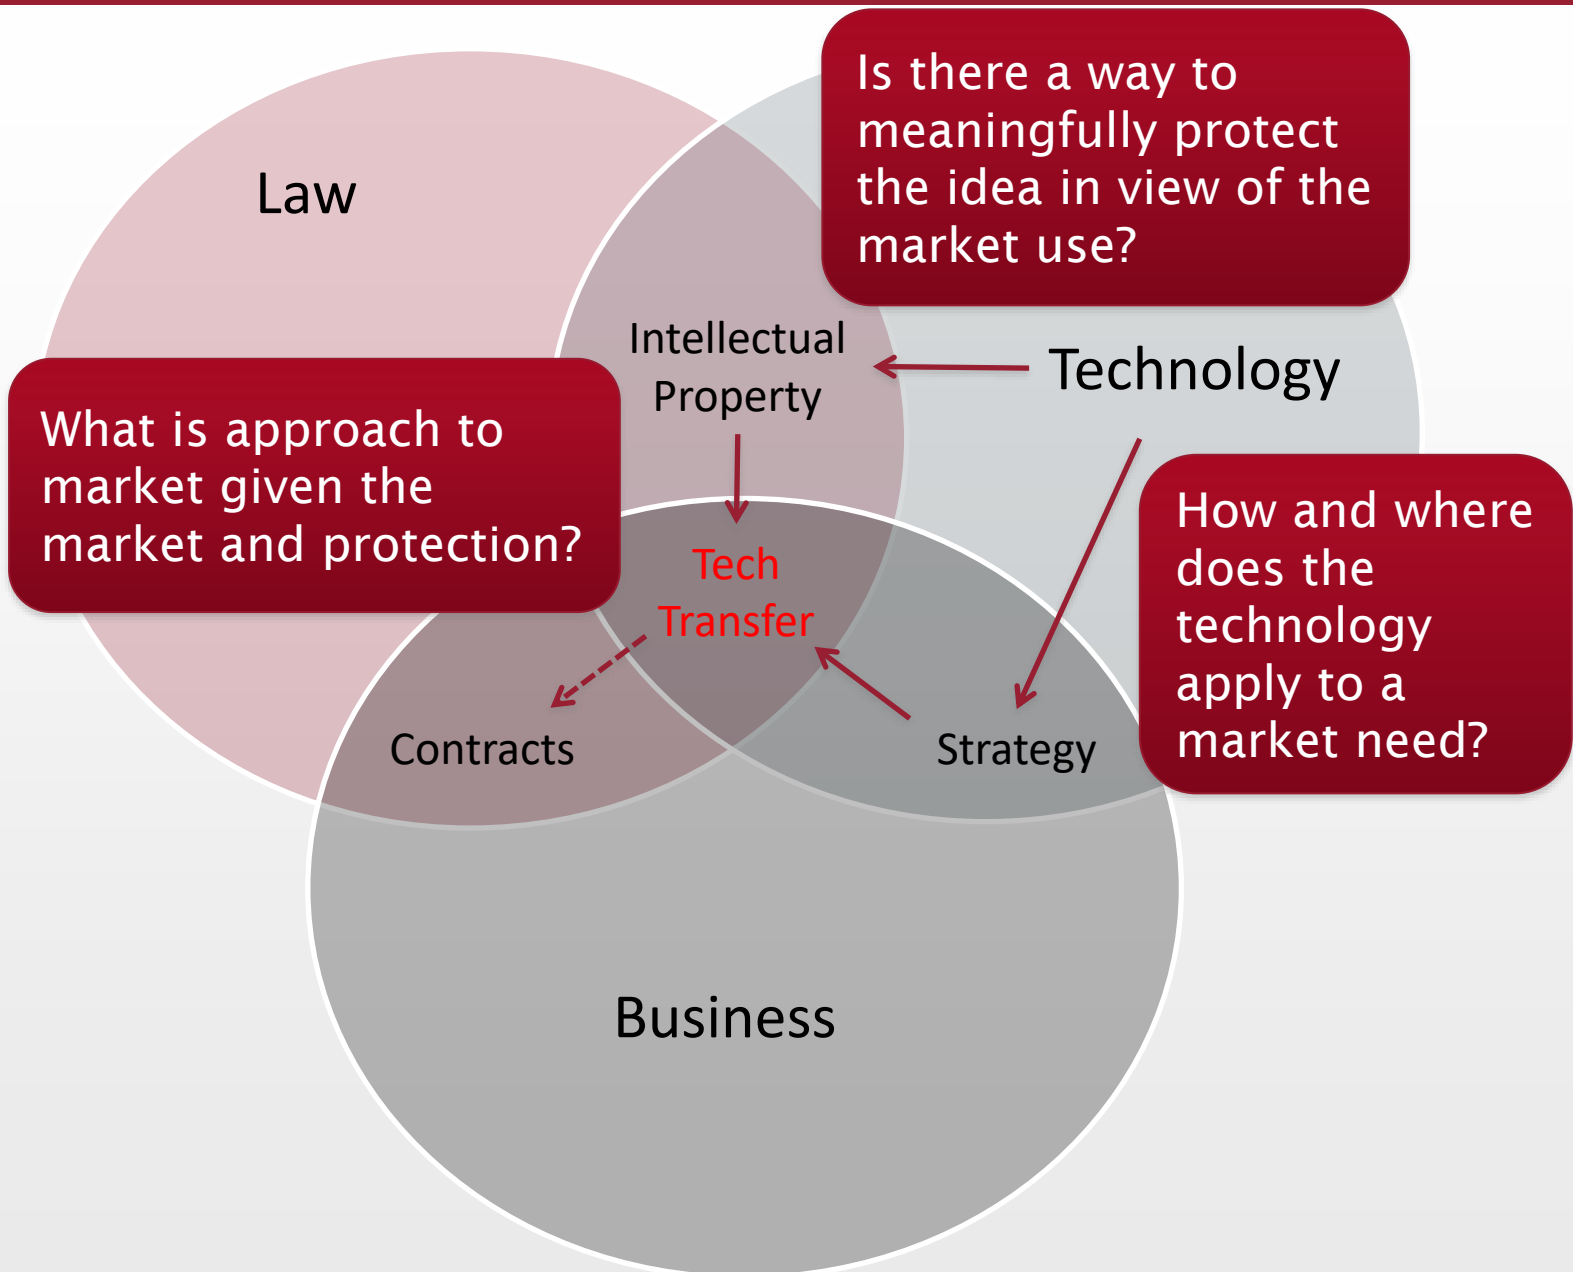 Law
Is there a way to
meaningfully protect
the idea in view of the
market use?
Intellectual
Property
Technology
What is approach to
market given the
market and protection?
Tech
Transfer
How and where
does the
technology
apply to a
market need?
Contracts
Strategy
Business